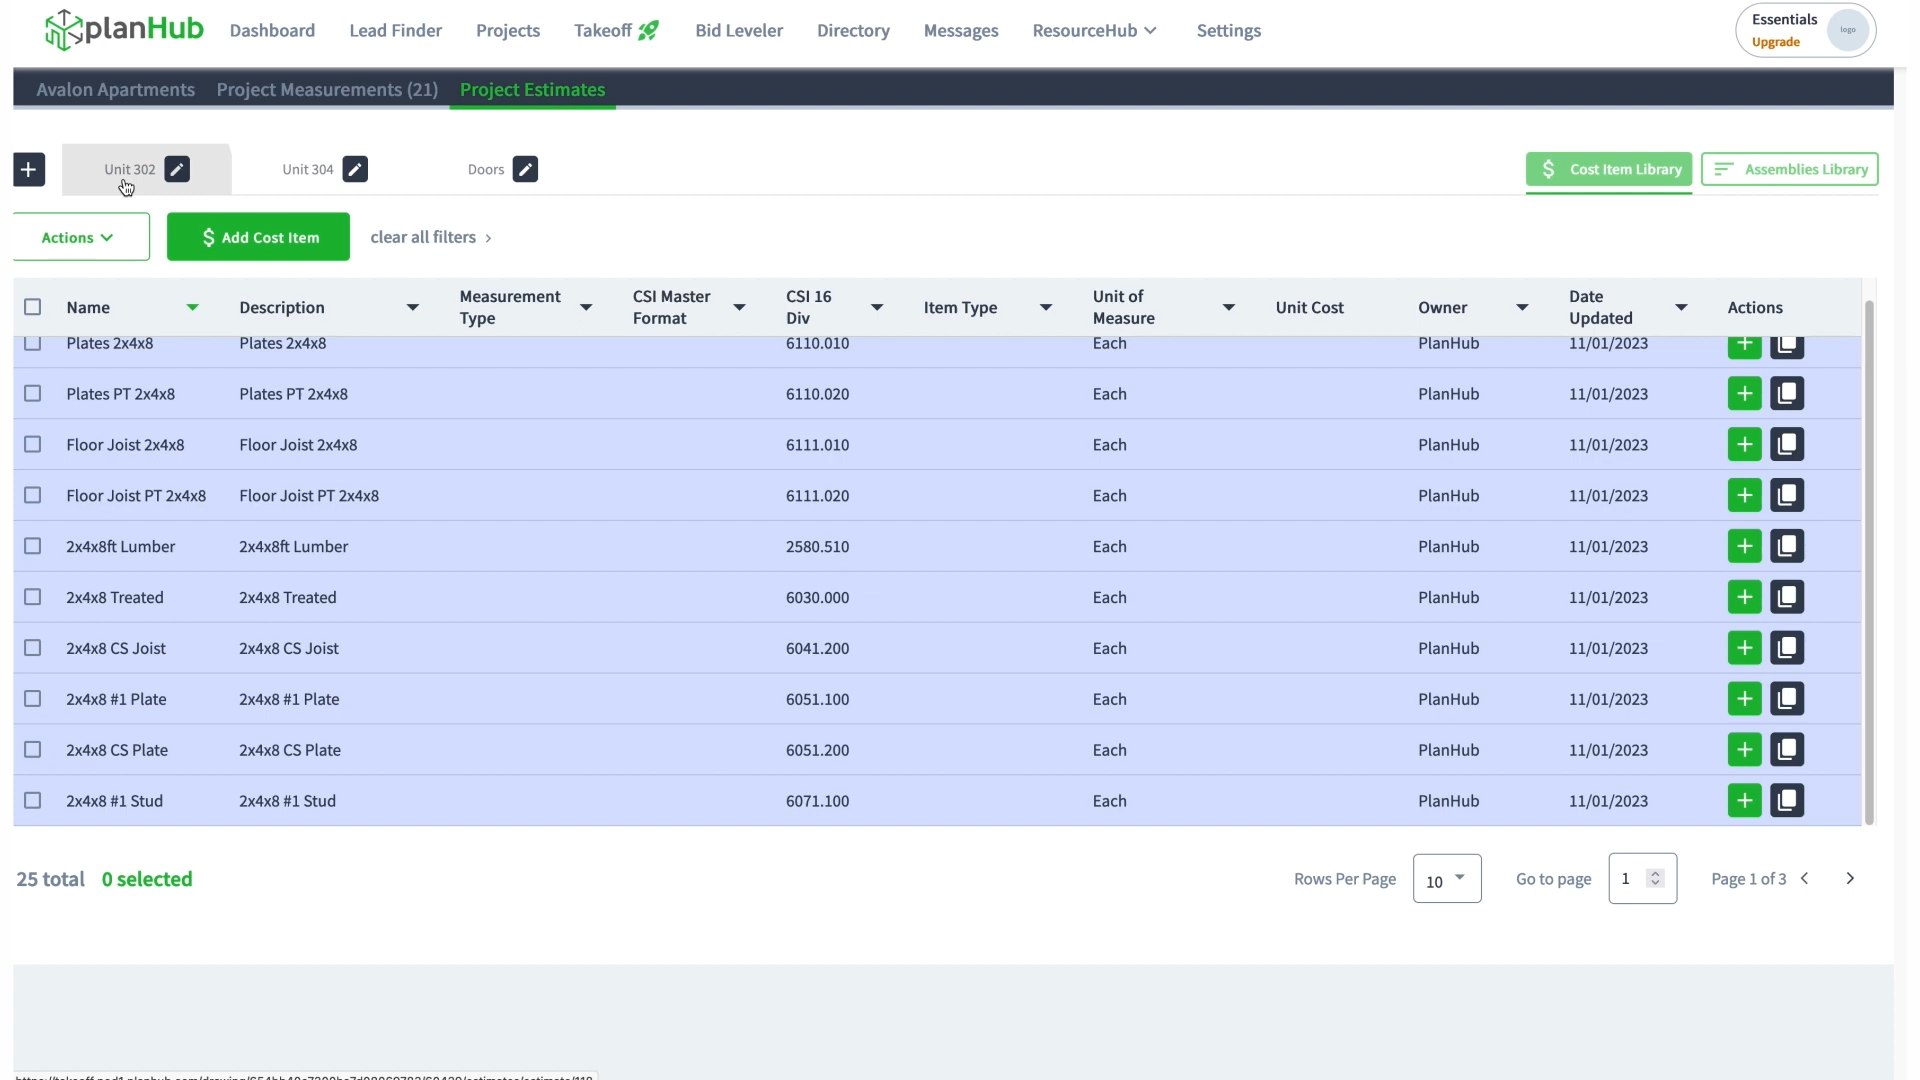 planHub Dashboard Lead Finder Projects Takeoff Bid Leveler Directory Messages ResourceHub Settings Essentials Upgrade logo
Avalon Apartments Project Measurements (21) Project Estimates
+ Unit 302 Unit 304 Doors $ Cost Item Library Assemblies Library
Actions $ Add Cost Item clear all filters >
Name Description Measurement Type CSI Master Format CSI 16 Div Item Type Unit of Measure Unit Cost Owner Date Updated Actions
Plates 2x4x8 Plates 2x4x8 6110.010 Each PlanHub 11/01/2023
Plates PT 2x4x8 Plates PT 2x4x8 6110.020 Each PlanHub 11/01/2023
Floor Joist 2x4x8 Floor Joist 2x4x8 6111.010 Each PlanHub 11/01/2023
Floor Joist PT 2x4x8 Floor Joist PT 2x4x8 6111.020 Each PlanHub 11/01/2023
2x4x8ft Lumber 2x4x8ft Lumber 2580.510 Each PlanHub 11/01/2023
2x4x8 Treated 2x4x8 Treated 6030.000 Each PlanHub 11/01/2023
2x4x8 CS Joist 2x4x8 CS Joist 6041.200 Each PlanHub 11/01/2023
2x4x8 #1 Plate 2x4x8 #1 Plate 6051.100 Each PlanHub 11/01/2023
2x4x8 CS Plate 2x4x8 CS Plate 6051.200 Each PlanHub 11/01/2023
2x4x8 #1 Stud 2x4x8 #1 Stud 6071.100 Each PlanHub 11/01/2023
25 total 0 selected Rows Per Page 10 Go to page 1 Page 1 of 3